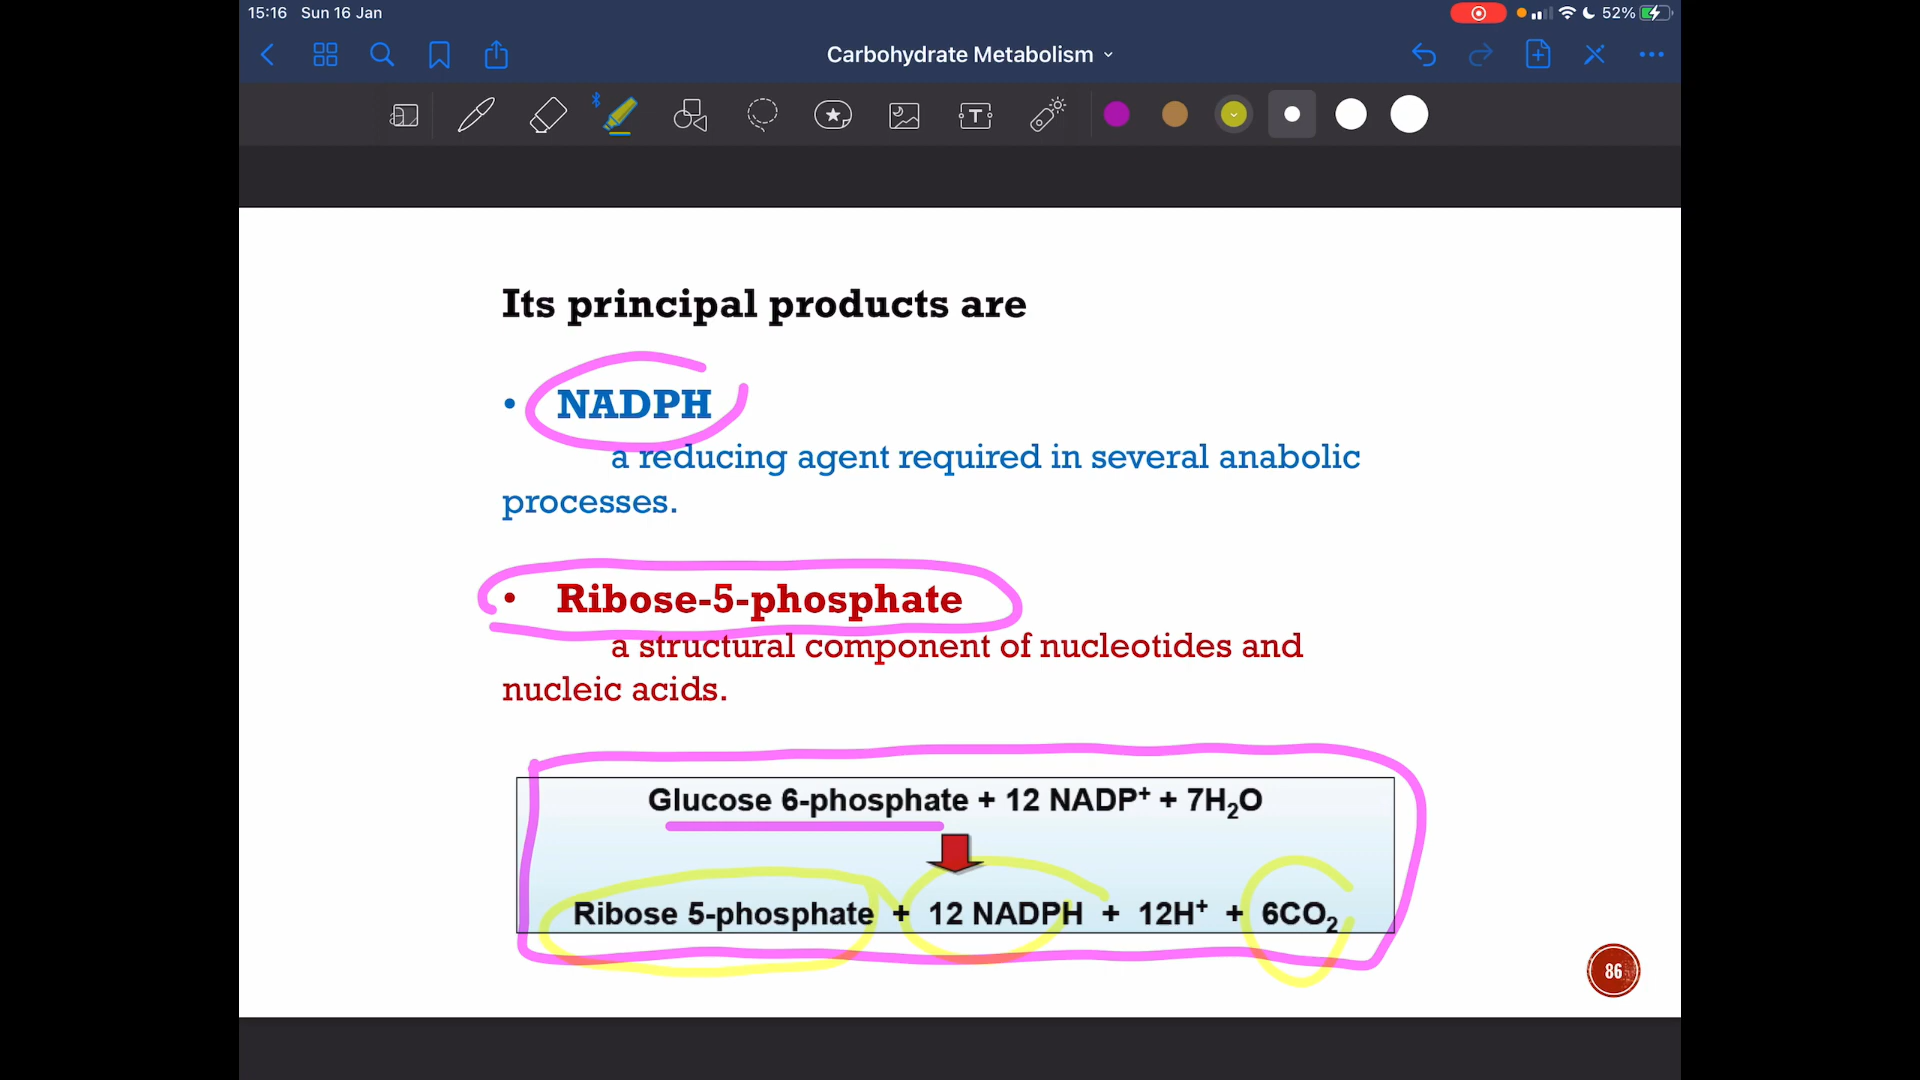 15:16 Sun 16 Jan
52%
Carbohydrate Metabolism
T
Its principal products are
• NADPH
a reducing agent required in several anabolic
processes.
• Ribose-5-phosphate
a structural component of nucleotides and
nucleic acids.
Glucose 6-phosphate + 12 NADP⁺ + 7H₂O
Ribose 5-phosphate + 12 NADPH + 12H⁺ + 6CO₂
86